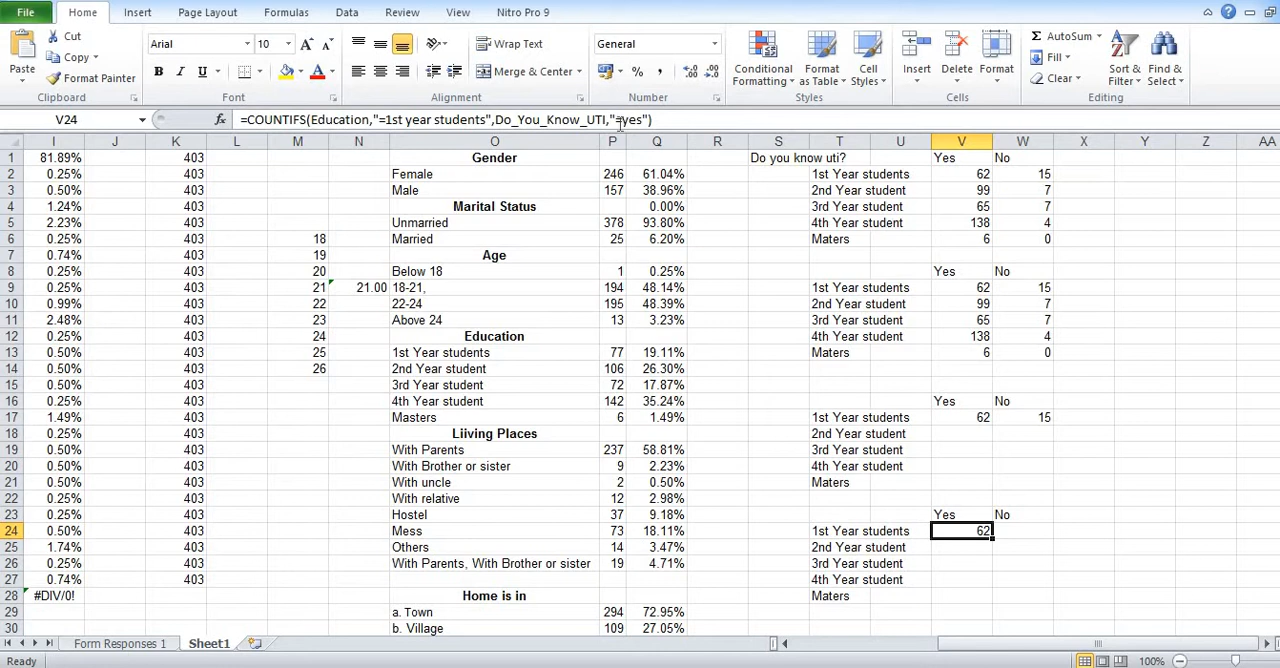 File Home Insert Page Layout Formulas Data Review View Nitro Pro 9
Cut Arial 10 A A Wrap Text General AutoSum
Copy
Paste Format Painter B I U A Merge & Center % , Conditional Formatting Format as Table Cell Styles Insert Delete Format Fill Clear Sort & Filter Find & Select
Clipboard Font Alignment Number Styles Cells Editing
V24 fx =COUNTIFS(Education,"=1st year students",Do_You_Know_UTI,"=yes")
I J K L M N O P Q R S T U V W X Y Z AA
1 81.89% 403 Gender Do you know uti? Yes No
2 0.25% 403 Female 246 61.04% 1st Year students 62 15
3 0.50% 403 Male 157 38.96% 2nd Year students 99 7
4 1.24% 403 Marital Status 0.00% 3rd Year students 65 7
5 2.23% 403 Unmarried 378 93.80% 4th Year students 138 4
6 0.25% 403 18 Married 25 6.20% Maters 6 0
7 0.74% 403 19 Age
8 0.25% 403 20 Below 18 1 0.25% Yes No
9 0.25% 403 21 21.00 18-21, 194 48.14% 1st Year students 62 15
10 0.99% 403 22 22-24 195 48.39% 2nd Year students 99 7
11 2.48% 403 23 Above 24 13 3.23% 3rd Year students 65 7
12 0.25% 403 24 Education 4th Year students 138 4
13 0.50% 403 25 1st Year students 77 19.11% Maters 6 0
14 0.50% 403 26 2nd Year student 106 26.30%
15 0.50% 403 3rd Year student 72 17.87%
16 0.25% 403 4th Year student 142 35.24% Yes No
17 1.49% 403 Masters 6 1.49% 1st Year students 62 15
18 0.25% 403 Liiving Places 2nd Year student
19 0.50% 403 With Parents 237 58.81% 3rd Year student
20 0.50% 403 With Brother or sister 9 2.23% 4th Year student
21 0.50% 403 With uncle 2 0.50% Maters
22 0.25% 403 With relative 12 2.98%
23 0.25% 403 Hostel 37 9.18% Yes No
24 0.50% 403 Mess 73 18.11% 1st Year students 62
25 1.74% 403 Others 14 3.47% 2nd Year student
26 0.25% 403 With Parents, With Brother or sister 19 4.71% 3rd Year student
27 0.74% 403 4th Year student
28 #DIV/0! Home is in Maters
29 a. Town 294 72.95%
30 b. Village 109 27.05%
Form Responses 1 Sheet1
Ready 100%